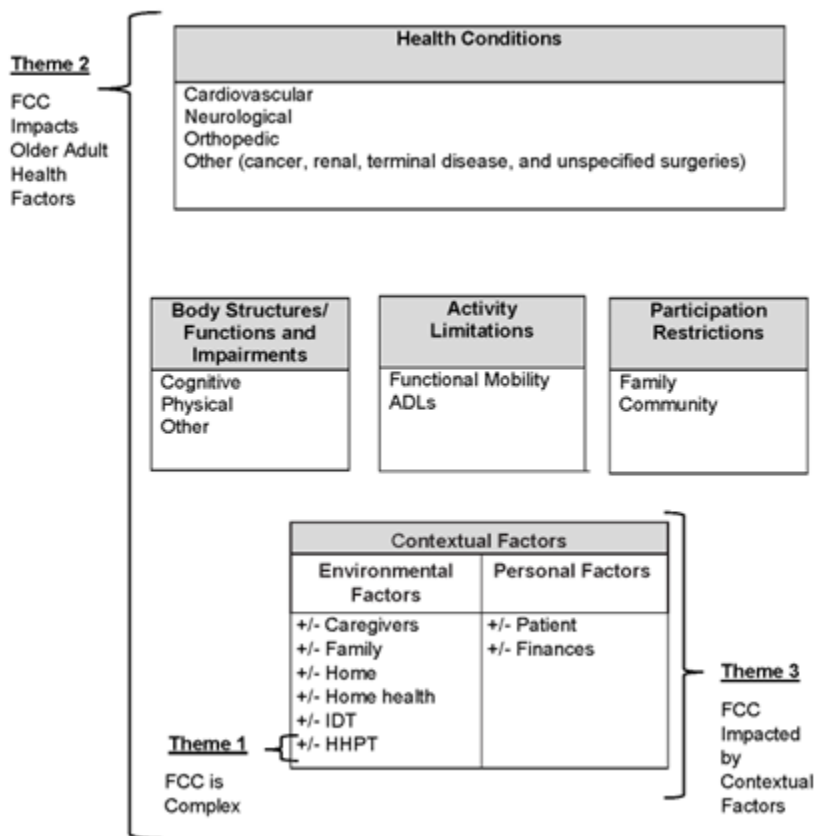 Theme 2
FCC
Impacts
Older Adult
Health
Factors
Health Conditions
Cardiovascular
Neurological
Orthopedic
Other (cancer, renal, terminal disease, and unspecified surgeries)
Body Structures/
Functions and
Impairments
Cognitive
Physical
Other
Activity
Limitations
Functional Mobility
ADLs
Participation
Restrictions
Family
Community
Contextual Factors
Environmental
Factors
+/- Caregivers
+/- Family
+/- Home
+/- Home health
+/- IDT
+/- HHPT
Personal Factors
+/- Patient
+/- Finances
Theme 1
FCC is
Complex
Theme 3
FCC
Impacted
by
Contextual
Factors